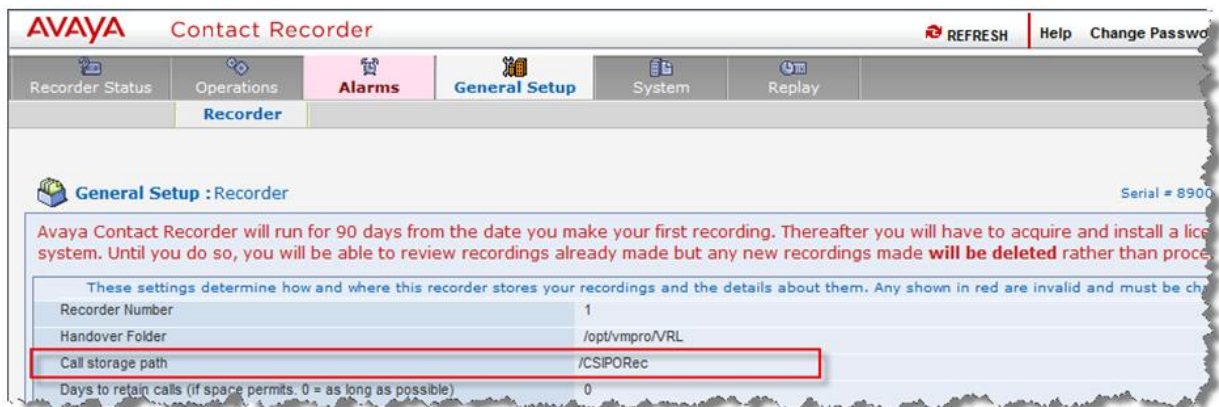 AVAYA Contact Recorder REFRESH Help Change Passwo
Recorder Status Operations Alarms General Setup System Replay
Recorder
General Setup : Recorder Serial # 8900
Avaya Contact Recorder will run for 90 days from the date you make your first recording. Thereafter you will have to acquire and install a lice
system. Until you do so, you will be able to review recordings already made but any new recordings made will be deleted rather than proce
These settings determine how and where this recorder stores your recordings and the details about them. Any shown in red are invalid and must be cha
Recorder Number 1
Handover Folder /opt/vmpro/VRL
Call storage path /CSIPORec
Days to retain calls (if space permits. 0 = as long as possible) 0